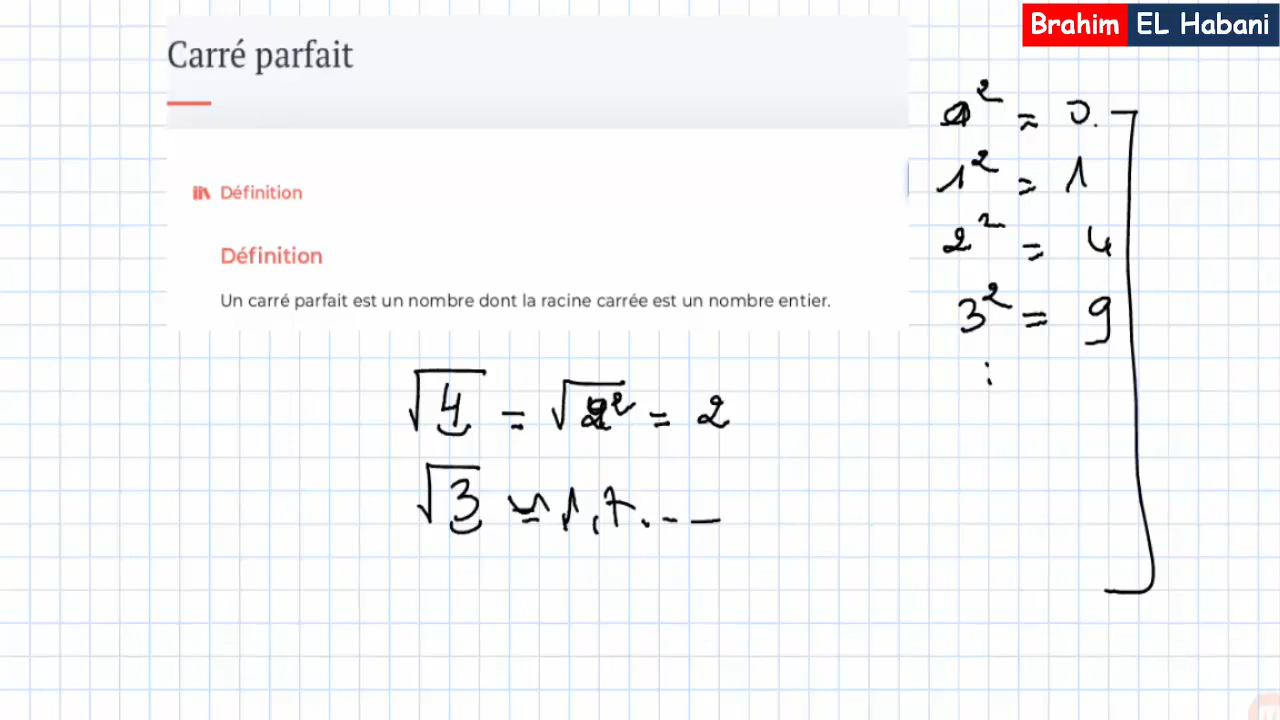 Brahim EL Habani
Carré parfait
Définition
Définition
Un carré parfait est un nombre dont la racine carrée est un nombre entier.
0² = 0.
1² = 1
2² = 4
3² = 9
⋮
√4 = √2² = 2
√3 ≃ 1,7. - -